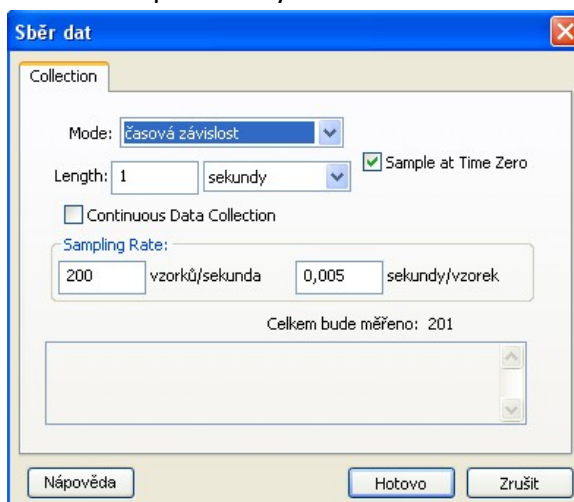 Sběr dat
Collection
Mode: časová závislost
Sample at Time Zero
Length: 1 sekundy
Continuous Data Collection
Sampling Rate:
200 vzorků/sekunda 0,005 sekundy/vzorek
Celkem bude měřeno: 201
Nápověda Hotovo Zrušit